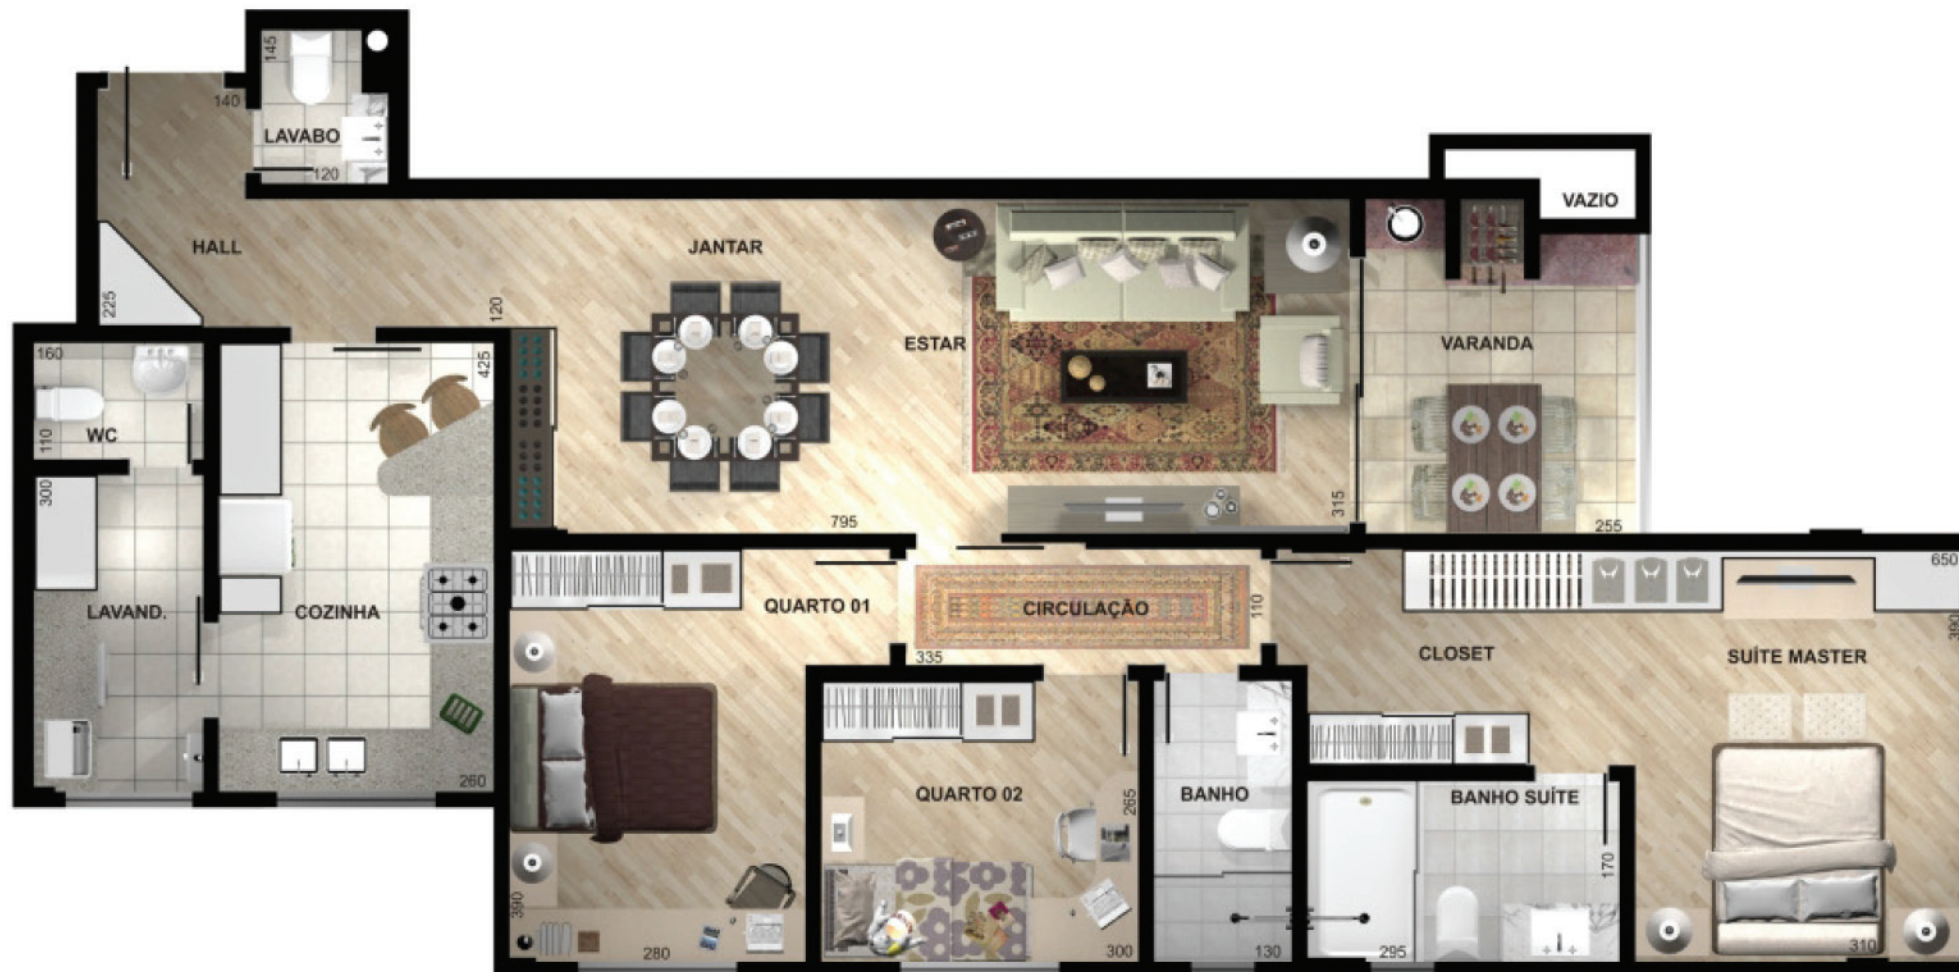 145
140
LAVABO
120
VAZIO
HALL
JANTAR
225
120
ESTAR
VARANDA
160
425
WC
110
300
795
315
255
650
LAVAND.
COZINHA
QUARTO 01
CIRCULAÇÃO
110
390
335
CLOSET
SUÍTE MASTER
260
QUARTO 02
265
BANHO
BANHO SUÍTE
170
390
280
300
130
295
310